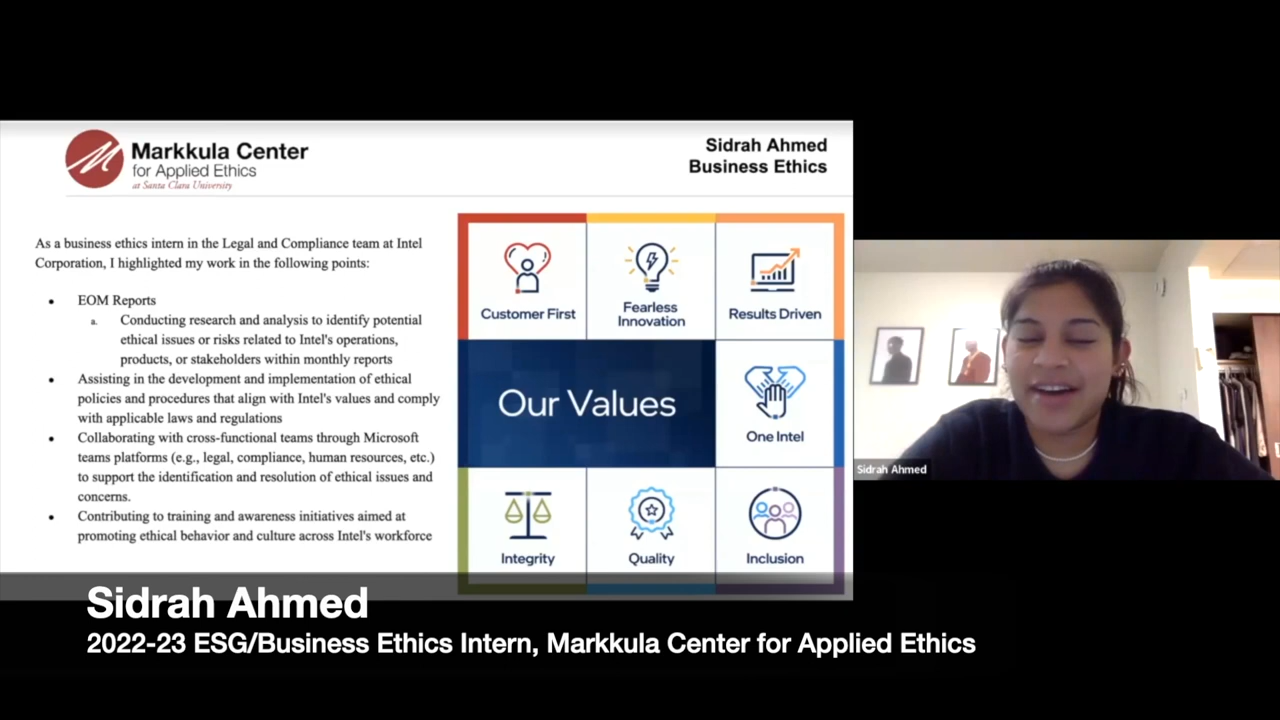 Markkula Center
for Applied Ethics
at Santa Clara University
Sidrah Ahmed
Business Ethics
As a business ethics intern in the Legal and Compliance team at Intel
Corporation, I highlighted my work in the following points:
• EOM Reports
a. Conducting research and analysis to identify potential
ethical issues or risks related to Intel's operations,
products, or stakeholders within monthly reports
• Assisting in the development and implementation of ethical
policies and procedures that align with Intel's values and comply
with applicable laws and regulations
• Collaborating with cross-functional teams through Microsoft
teams platforms (e.g., legal, compliance, human resources, etc.)
to support the identification and resolution of ethical issues and
concerns.
• Contributing to training and awareness initiatives aimed at
promoting ethical behavior and culture across Intel's workforce
Customer First
Fearless
Innovation
Results Driven
Our Values
One Intel
Integrity
Quality
Inclusion
Sidrah Ahmed
Sidrah Ahmed
2022-23 ESG/Business Ethics Intern, Markkula Center for Applied Ethics